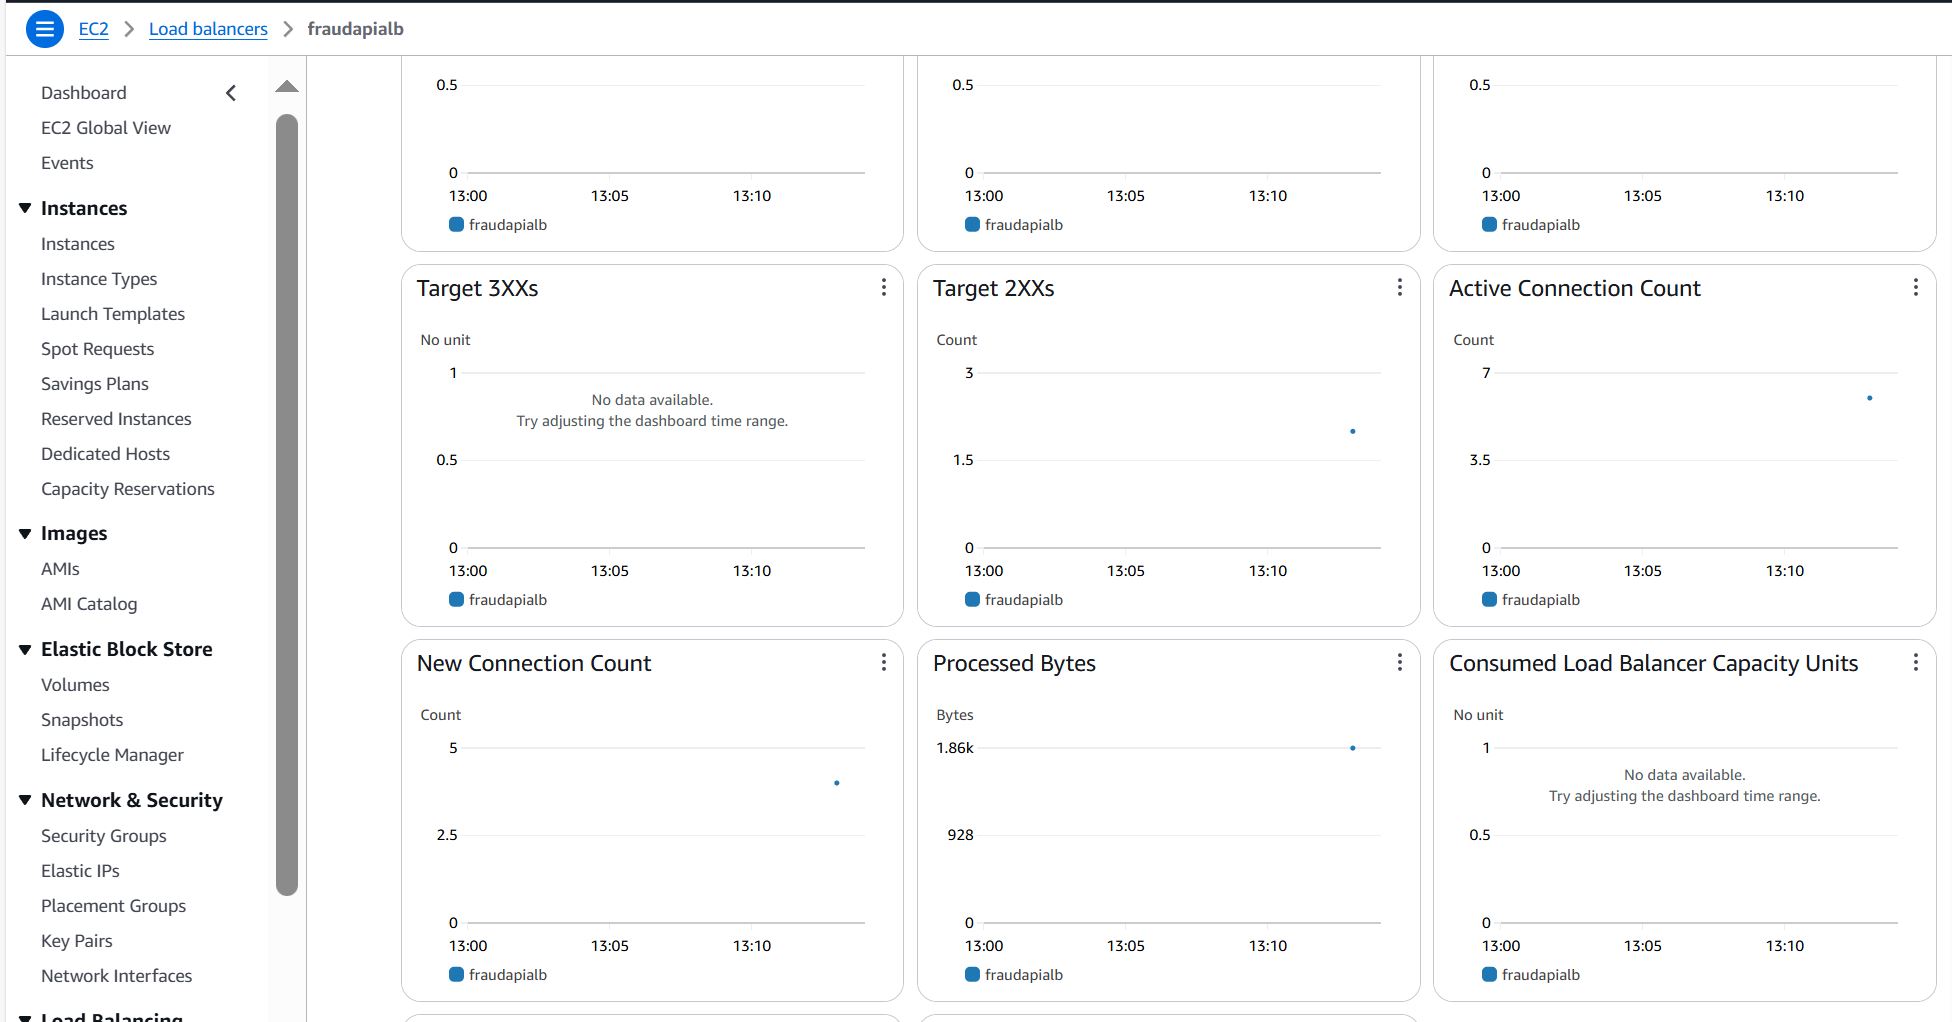 EC2 > Load balancers > fraudapialb
Dashboard
EC2 Global View
Events
Instances
Instances
Instance Types
Launch Templates
Spot Requests
Savings Plans
Reserved Instances
Dedicated Hosts
Capacity Reservations
Images
AMIs
AMI Catalog
Elastic Block Store
Volumes
Snapshots
Lifecycle Manager
Network & Security
Security Groups
Elastic IPs
Placement Groups
Key Pairs
Network Interfaces
Load Balancing
0.5
0
13:00 13:05 13:10
fraudapialb
0.5
0
13:00 13:05 13:10
fraudapialb
0.5
0
13:00 13:05 13:10
fraudapialb
Target 3XXs
No unit
1
No data available.
Try adjusting the dashboard time range.
0.5
0
13:00 13:05 13:10
fraudapialb
Target 2XXs
Count
3
1.5
0
13:00 13:05 13:10
fraudapialb
Active Connection Count
Count
7
3.5
0
13:00 13:05 13:10
fraudapialb
New Connection Count
Count
5
2.5
0
13:00 13:05 13:10
fraudapialb
Processed Bytes
Bytes
1.86k
928
0
13:00 13:05 13:10
fraudapialb
Consumed Load Balancer Capacity Units
No unit
1
No data available.
Try adjusting the dashboard time range.
0.5
0
13:00 13:05 13:10
fraudapialb